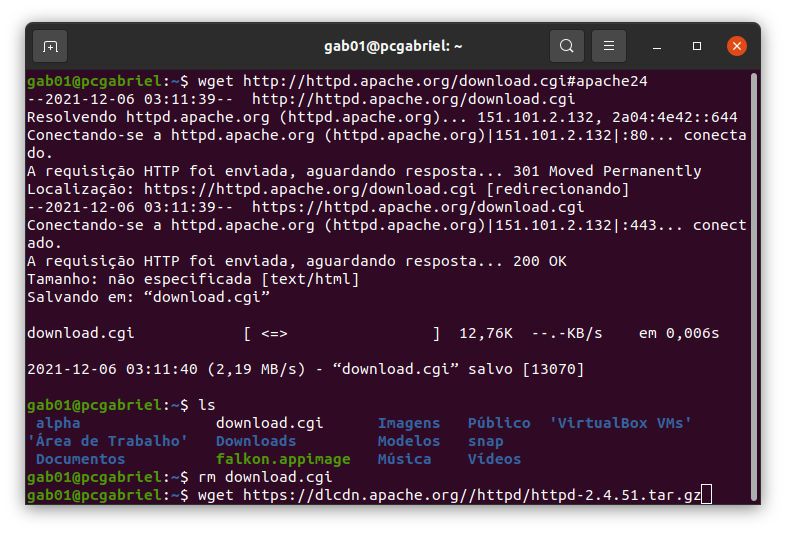 gab01@pcgabriel: ~
gab01@pcgabriel:~$ wget http://httpd.apache.org/download.cgi#apache24
--2021-12-06 03:11:39--  http://httpd.apache.org/download.cgi
Resolvendo httpd.apache.org (httpd.apache.org)... 151.101.2.132, 2a04:4e42::644
Conectando-se a httpd.apache.org (httpd.apache.org)|151.101.2.132|:80... conecta
do.
A requisição HTTP foi enviada, aguardando resposta... 301 Moved Permanently
Localização: https://httpd.apache.org/download.cgi [redirecionando]
--2021-12-06 03:11:39--  https://httpd.apache.org/download.cgi
Conectando-se a httpd.apache.org (httpd.apache.org)|151.101.2.132|:443... conect
ado.
A requisição HTTP foi enviada, aguardando resposta... 200 OK
Tamanho: não especificada [text/html]
Salvando em: “download.cgi”
download.cgi            [ <=>                ]  12,76K  --.-KB/s    em 0,006s
2021-12-06 03:11:40 (2,19 MB/s) - “download.cgi” salvo [13070]
gab01@pcgabriel:~$ ls
 alpha               download.cgi      Imagens   Público  'VirtualBox VMs'
'Área de Trabalho'   Downloads         Modelos   snap
 Documentos          falkon.appimage   Música    Vídeos
gab01@pcgabriel:~$ rm download.cgi
gab01@pcgabriel:~$ wget https://dlcdn.apache.org//httpd/httpd-2.4.51.tar.gz